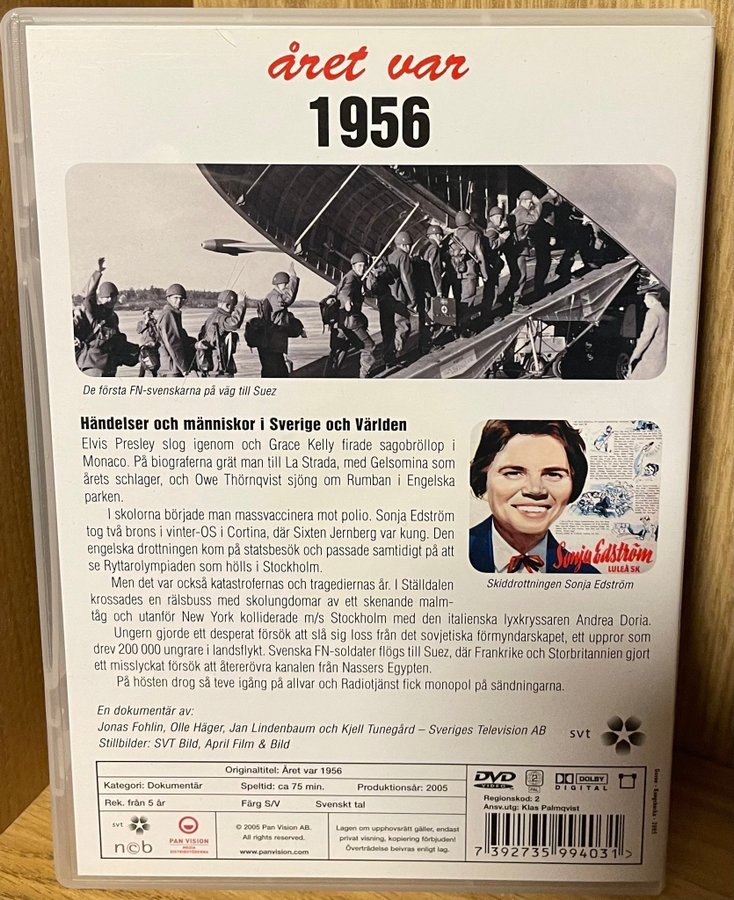 året var
1956
De första FN-svenskarna på väg till Suez
Händelser och människor i Sverige och Världen
Elvis Presley slog igenom och Grace Kelly firade sagobröllop i
Monaco. På biograferna grät man till La Strada, med Gelsomina som
årets schlager, och Owe Thörnqvist sjöng om Rumban i Engelska
parken.
I skolorna började man massvaccinera mot polio. Sonja Edström
tog två brons i vinter-OS i Cortina, där Sixten Jernberg var kung. Den
engelska drottningen kom på statsbesök och passade samtidigt på att
se Ryttarolympiaden som hölls i Stockholm.
Men det var också katastrofernas och tragediernas år. I Ställdalen
krossades en rälsbuss med skolungdomar av ett skenande malm-
tåg och utanför New York kolliderade m/s Stockholm med den italienska lyxkryssaren Andrea Doria.
Ungern gjorde ett desperat försök att slå sig loss från det sovjetiska förmyndarskapet, ett uppror som
drev 200 000 ungrare i landsflykt. Svenska FN-soldater flögs till Suez, där Frankrike och Storbritannien gjort
ett misslyckat försök att återerövra kanalen från Nassers Egypten.
På hösten drog så teve igång på allvar och Radiotjänst fick monopol på sändningarna.
Sonja Edström
LULEÅ SK
Skiddrottningen Sonja Edström
En dokumentär av:
Jonas Fohlin, Olle Häger, Jan Lindenbaum och Kjell Tunegård – Sveriges Television AB
Stillbilder: SVT Bild, April Film & Bild
svt
Originaltitel: Året var 1956
Kategori: Dokumentär Speltid: ca 75 min. Produktionsår: 2005
Rek. från 5 år Färg S/V Svenskt tal
svt
ncb
PAN VISION
MEDIA
DISTRIBUTÖRERNA
© 2005 Pan Vision AB.
All rights reserved.
www.panvision.com
Lagen om upphovsrätt gäller, endast
privat visning, kopiering förbjuden!
Överträdelse beivras enligt lag.
DVD
VIDEO
2
PAL
DOLBY
DIGITAL
Regionskod: 2
Ansv.utg: Klas Palmqvist
7 392735 994031 >